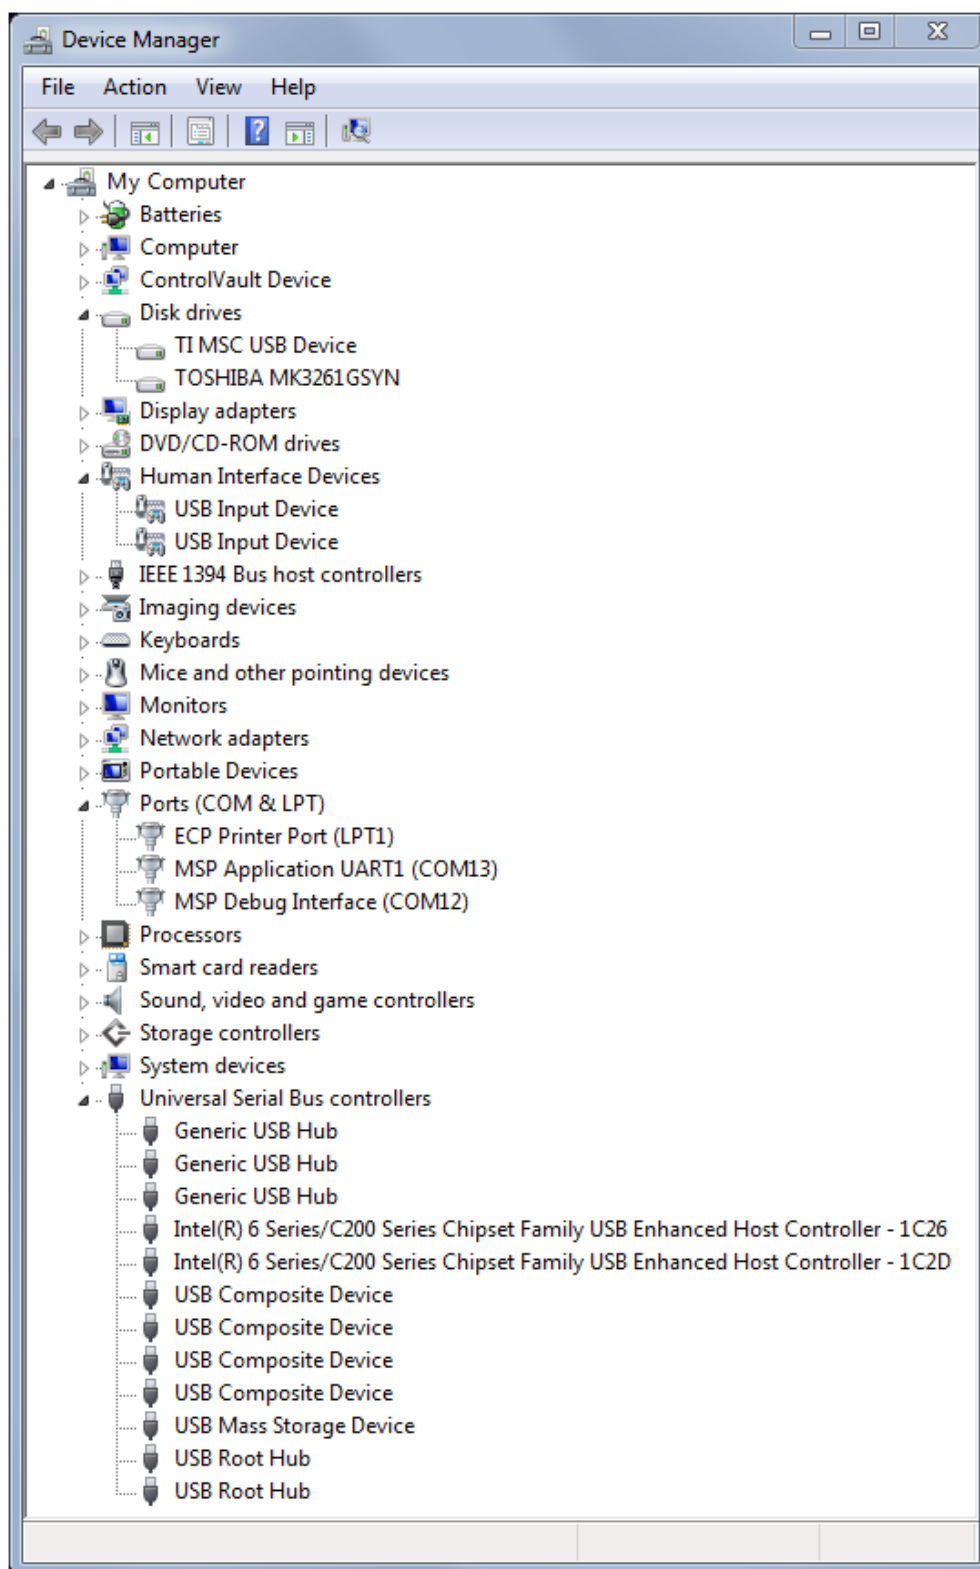 Device Manager
File Action View Help
My Computer
Batteries
Computer
ControlVault Device
Disk drives
TI MSC USB Device
TOSHIBA MK3261GSYN
Display adapters
DVD/CD-ROM drives
Human Interface Devices
USB Input Device
USB Input Device
IEEE 1394 Bus host controllers
Imaging devices
Keyboards
Mice and other pointing devices
Monitors
Network adapters
Portable Devices
Ports (COM & LPT)
ECP Printer Port (LPT1)
MSP Application UART1 (COM13)
MSP Debug Interface (COM12)
Processors
Smart card readers
Sound, video and game controllers
Storage controllers
System devices
Universal Serial Bus controllers
Generic USB Hub
Generic USB Hub
Generic USB Hub
Intel(R) 6 Series/C200 Series Chipset Family USB Enhanced Host Controller - 1C26
Intel(R) 6 Series/C200 Series Chipset Family USB Enhanced Host Controller - 1C2D
USB Composite Device
USB Composite Device
USB Composite Device
USB Composite Device
USB Mass Storage Device
USB Root Hub
USB Root Hub